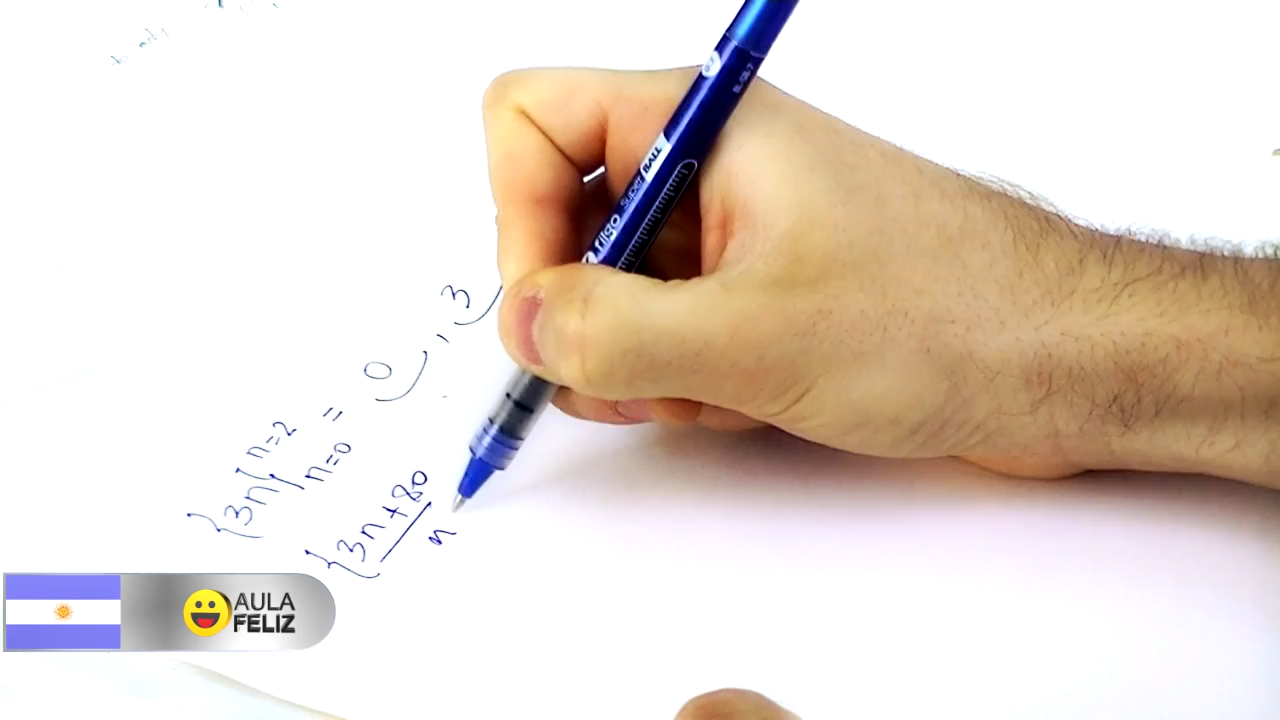 {3n} n=2 n=0 = 0, 3
{3n+80
n
filgo Super BALL
AULA
FELIZ